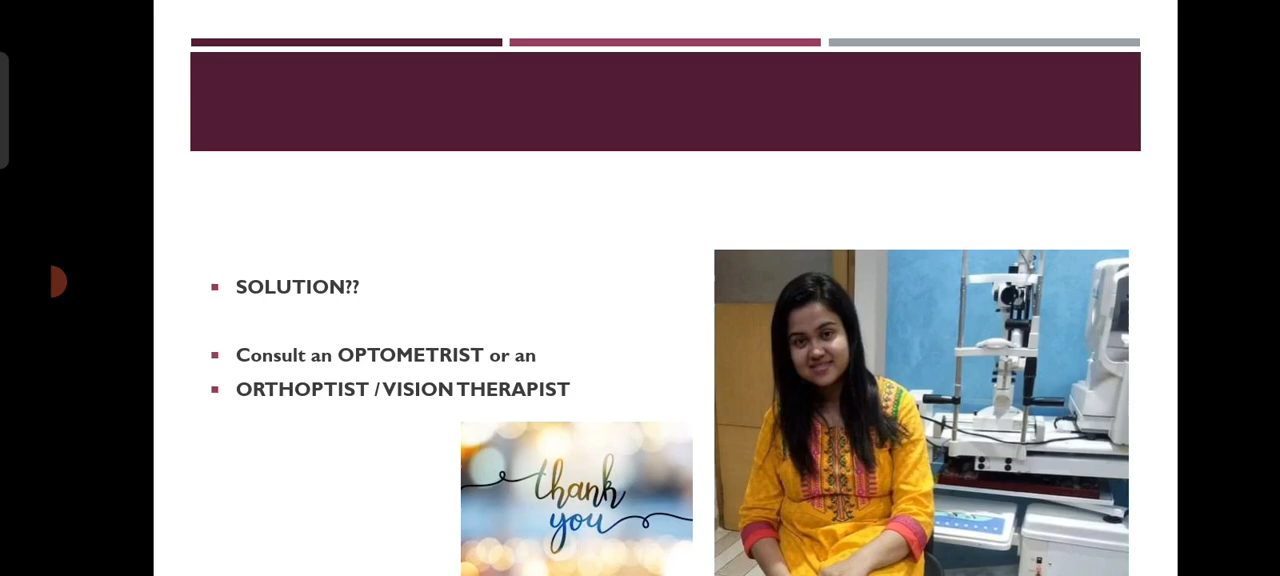 SOLUTION??
Consult an OPTOMETRIST or an
ORTHOPTIST / VISION THERAPIST
thank
you